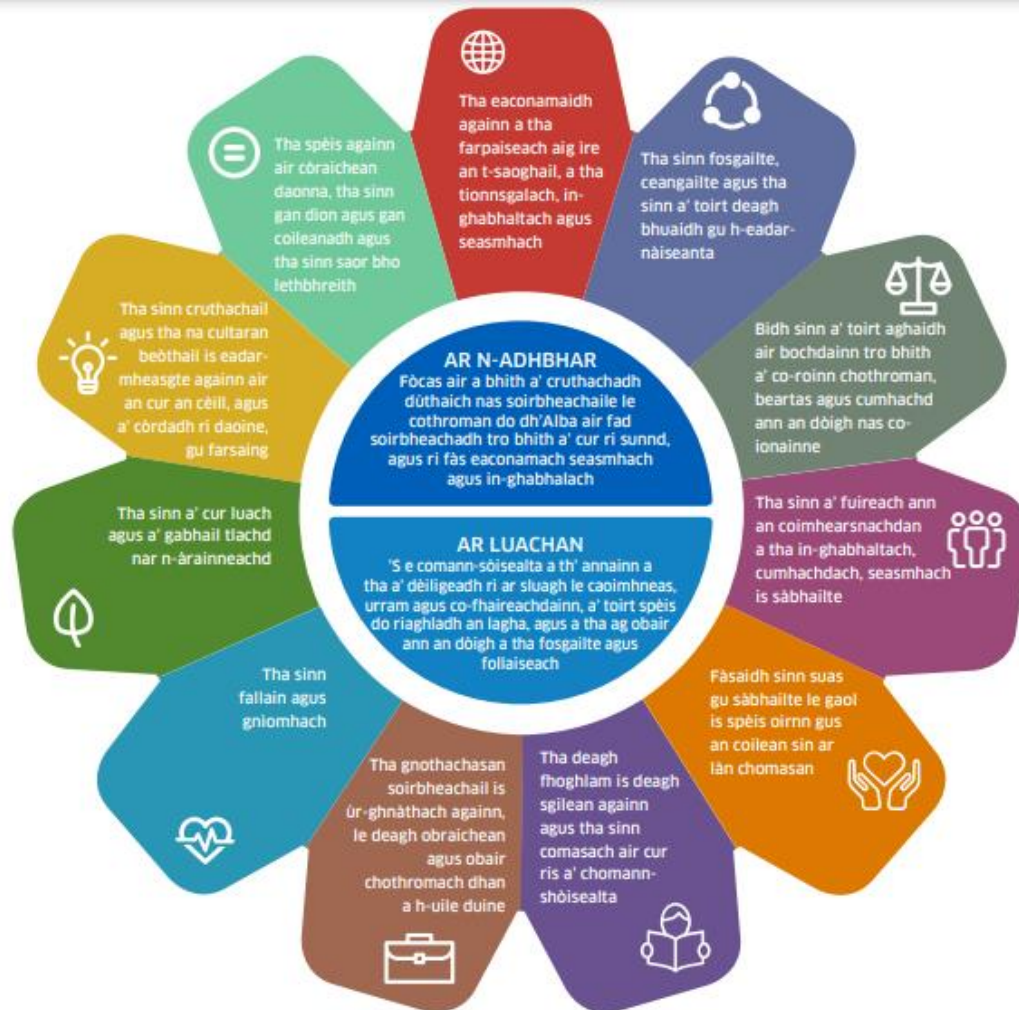 Tha eaconamaidh
againn a tha
farpaiseach aig ìre
an t-saoghail, a tha
tionnsgalach, in-
ghabhaltach agus
seasmhach
Tha sinn fosgailte,
ceangailte agus tha
sinn a' toirt deagh
bhuaidh gu h-eadar-
nàiseanta
Bidh sinn a' toirt aghaidh
air bochdainn tro bhith
a' co-roinn chothroman,
beartas agus cumhachd
ann an dòigh nas co-
ionainne
Tha sinn a' fuireach ann
an coimhearsnachdan
a tha in-ghabhaltach,
cumhachdach, seasmhach
is sàbhailte
Fàsaidh sinn suas
gu sàbhailte le gaol
is spèis oirnn gus
an coilean sin ar
làn chomasan
Tha deagh
fhoghlam is deagh
sgilean againn
agus tha sinn
comasach air cur
ris a' chomann-
shòisealta
Tha gnothachasan
soirbheachail is
ùr-ghnàthach againn,
le deagh obraichean
agus obair
chothromach dhan
a h-uile duine
Tha sinn
fallain agus
gnìomhach
Tha sinn a' cur luach
agus a' gabhail tlachd
nar n-àrainneachd
Tha sinn cruthachail
agus tha na cultaran
beòthail is eadar-
mheasgte againn air
an cur an cèill, agus
a' còrdadh ri daoine,
gu farsaing
Tha spèis againn
air còraichean
daonna, tha sinn
gan dìon agus gan
coileanadh agus
tha sinn saor bho
lethbhreith
AR N-ADHBHAR
Fòcas air a bhith a' cruthachadh
dùthaich nas soirbheachaile le
cothroman do dh'Alba air fad
soirbheachadh tro bhith a' cur ri sunnd,
agus ri fàs eaconamach seasmhach
agus in-ghabhalach
AR LUACHAN
'S e comann-sòisealta a th' annainn a
tha a' dèiligeadh ri ar sluagh le caoimhneas,
urram agus co-fhaireachdainn, a' toirt spèis
do riaghladh an lagha, agus a tha ag obair
ann an dòigh a tha fosgailte agus
follaiseach